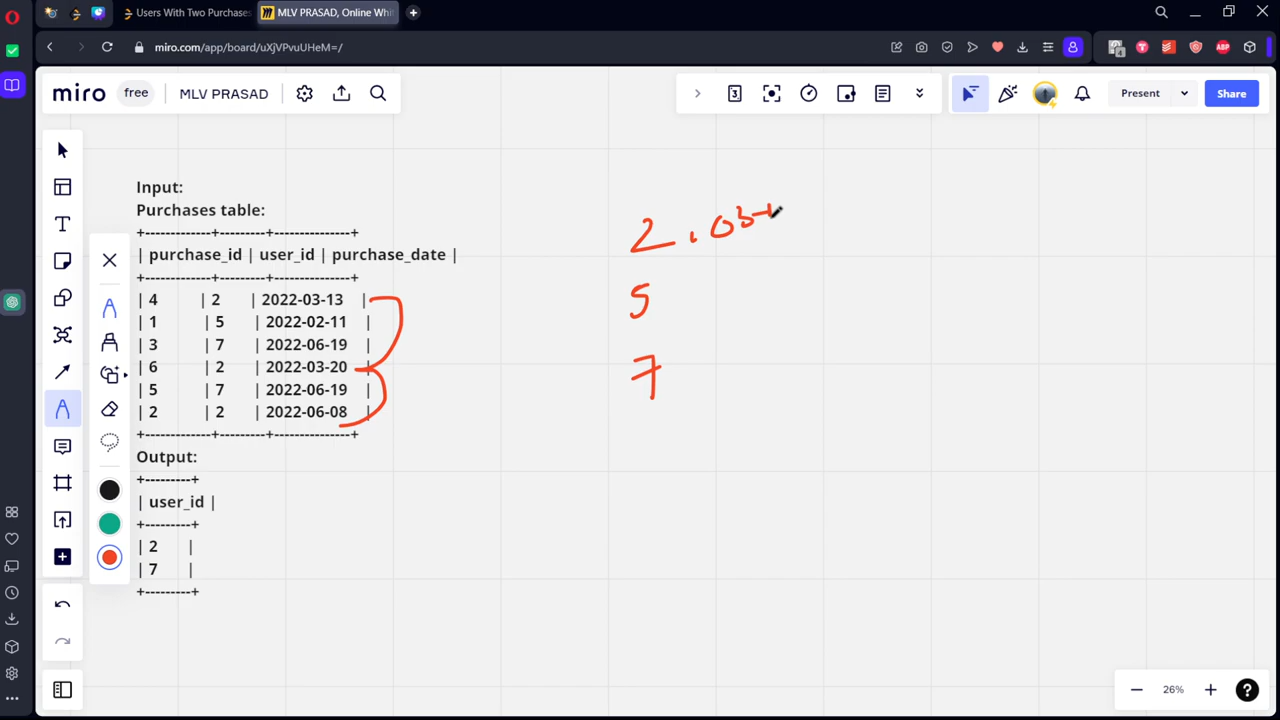 Users With Two Purchases
MLV PRASAD, Online Whi
miro.com/app/board/uXjVPvuUHeM=/
ABP
miro
free
MLV PRASAD
3
Present
Share
Input:
Purchases table:
+-------------+---------+---------------+
| purchase_id | user_id | purchase_date |
+-------------+---------+---------------+
| 4 | 2 | 2022-03-13 |
| 1 | 5 | 2022-02-11 |
| 3 | 7 | 2022-06-19 |
| 6 | 2 | 2022-03-20 |
| 5 | 7 | 2022-06-19 |
| 2 | 2 | 2022-06-08 |
+-------------+---------+---------------+
Output:
+---------+
| user_id |
+---------+
| 2 |
| 7 |
+---------+
2 . 03-
5
7
26%